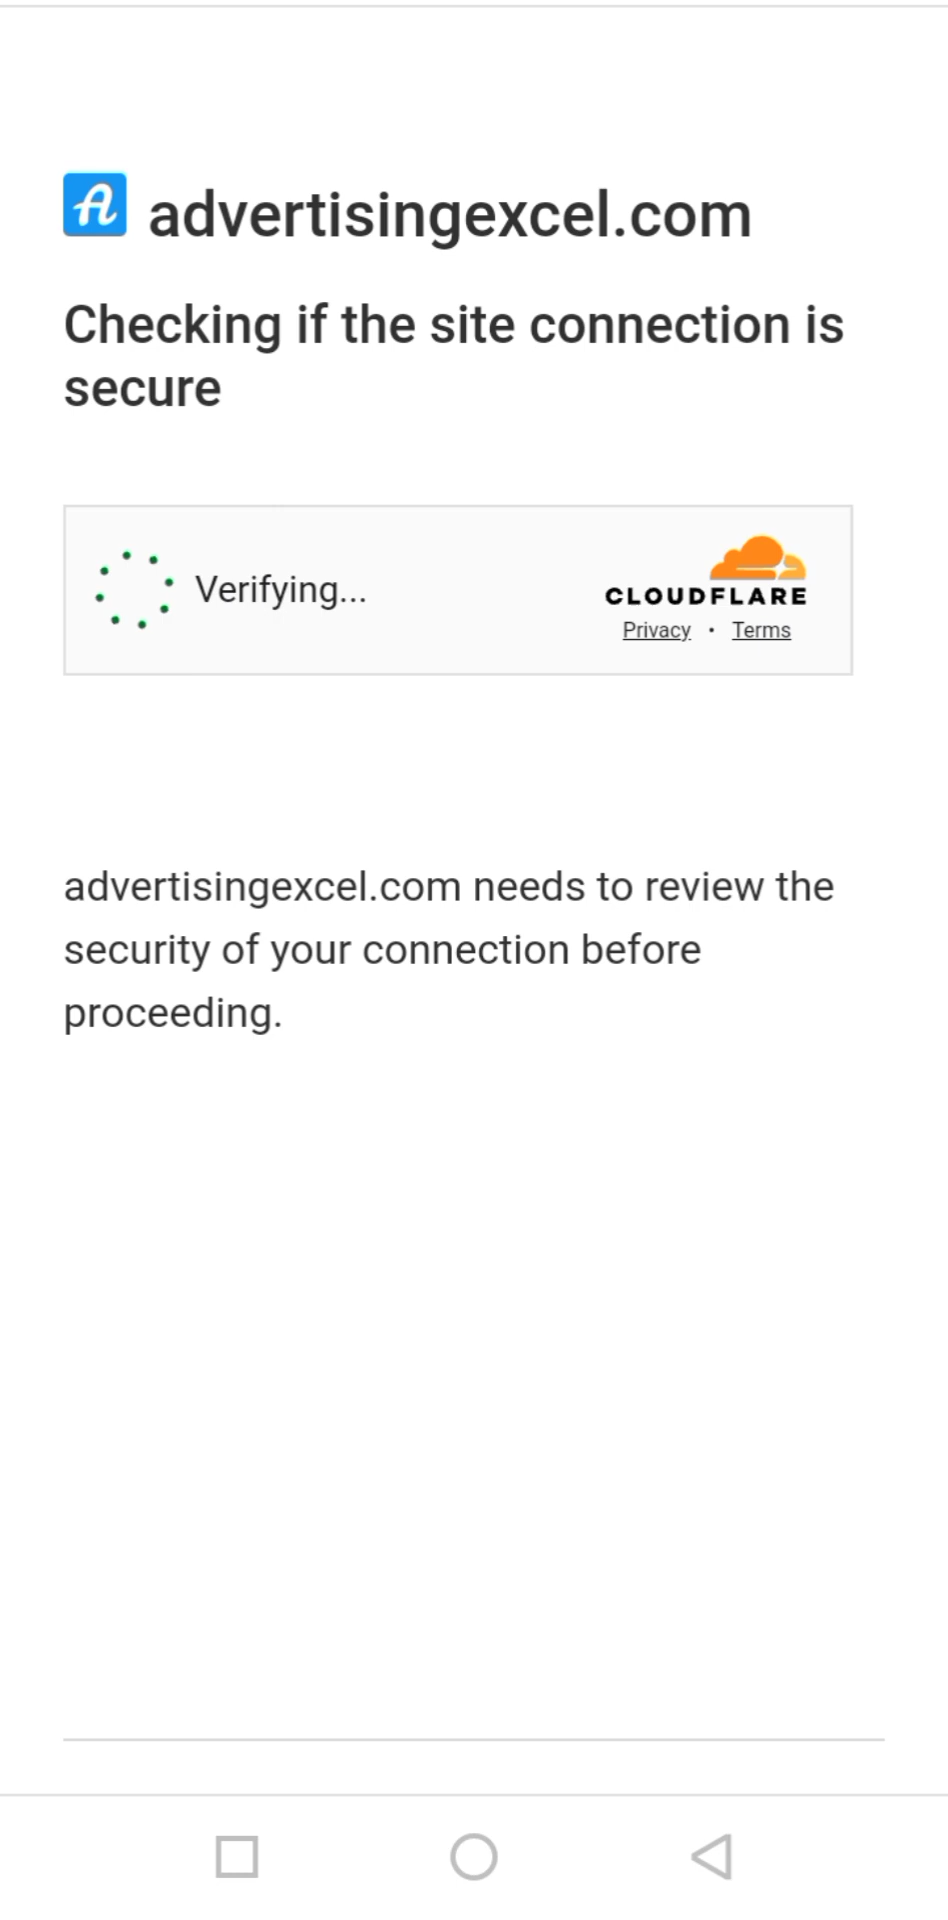 advertisingexcel.com
Checking if the site connection is
secure
Verifying...
CLOUDFLARE
Privacy • Terms
advertisingexcel.com needs to review the
security of your connection before
proceeding.